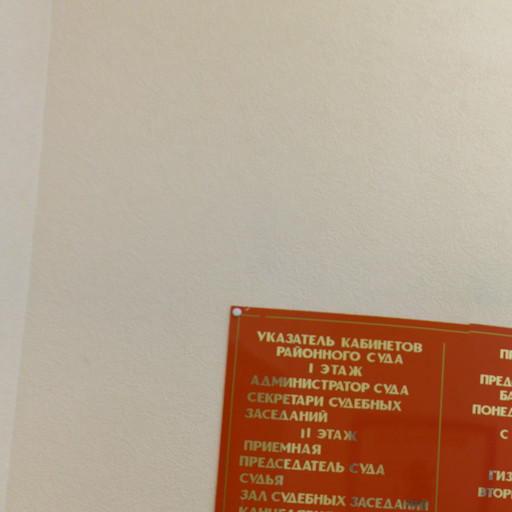 УКАЗАТЕЛЬ КАБИНЕТОВ
РАЙОННОГО СУДА
I ЭТАЖ
АДМИНИСТРАТОР СУДА
СЕКРЕТАРИ СУДЕБНЫХ
ЗАСЕДАНИЙ
II ЭТАЖ
ПРИЕМНАЯ
ПРЕДСЕДАТЕЛЬ СУДА
СУДЬЯ
ЗАЛ СУДЕБНЫХ ЗАСЕДАНИЙ
С